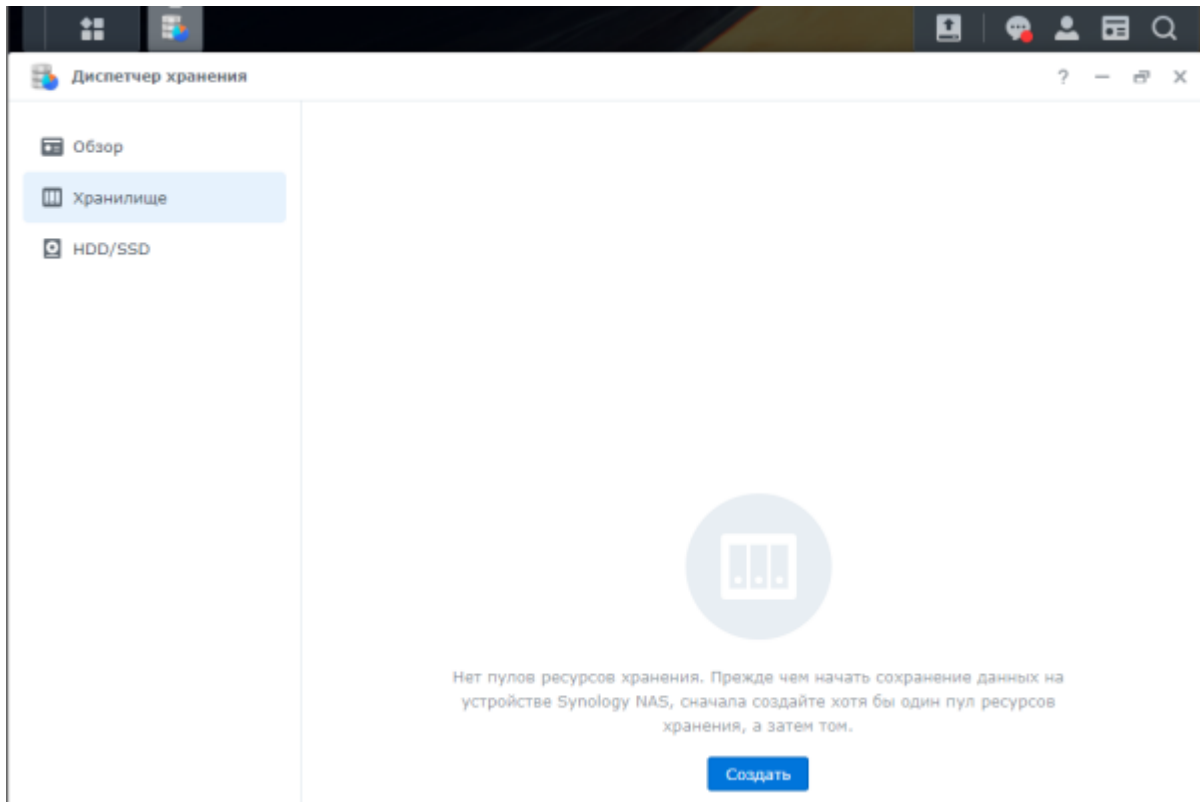 Диспетчер хранения
?
Обзор
Хранилище
HDD/SSD
Нет пулов ресурсов хранения. Прежде чем начать сохранение данных на
устройстве Synology NAS, сначала создайте хотя бы один пул ресурсов
хранения, а затем том.
Создать